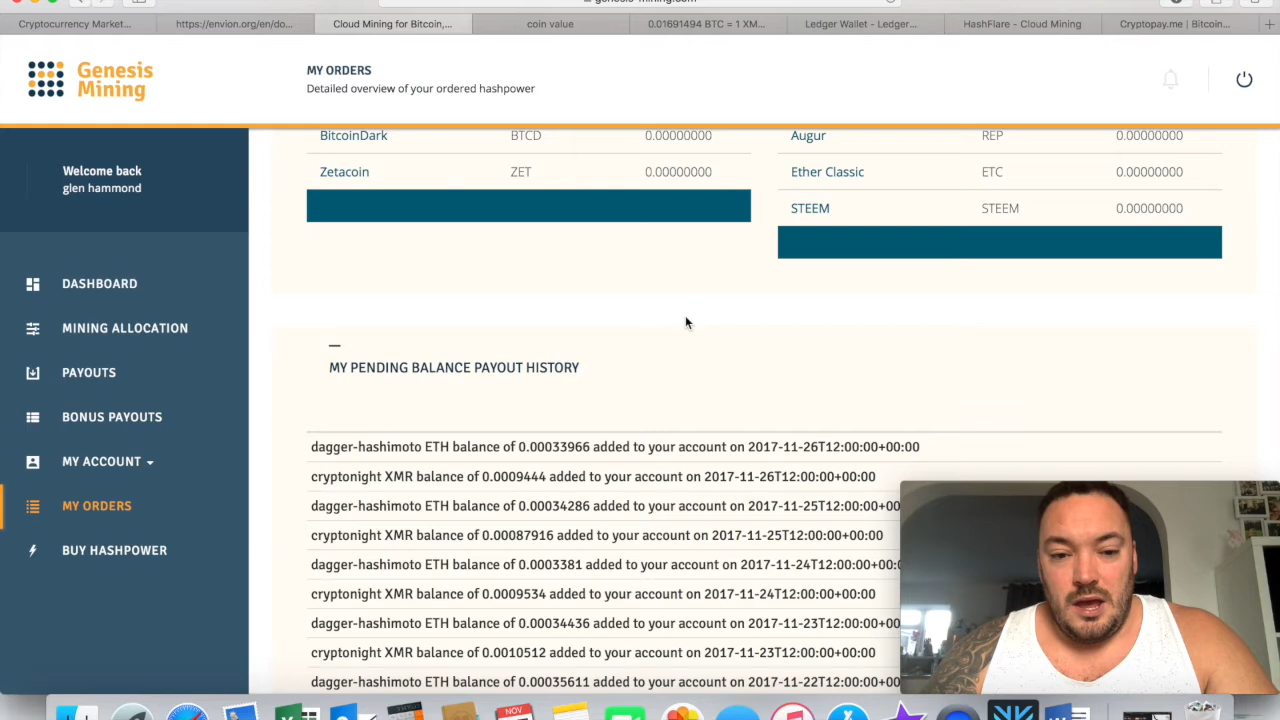 genesis-mining.com
Cryptocurrency Market...
https://envion.org/en/do...
Cloud Mining for Bitcoin,...
coin value
0.01691494 BTC = 1 XM...
Ledger Wallet - Ledger...
HashFlare - Cloud Mining
Cryptopay.me | Bitcoin...
Genesis
Mining
MY ORDERS
Detailed overview of your ordered hashpower
Welcome back
glen hammond
DASHBOARD
MINING ALLOCATION
PAYOUTS
BONUS PAYOUTS
MY ACCOUNT
MY ORDERS
BUY HASHPOWER
BitcoinDark BTCD 0.00000000
Zetacoin ZET 0.00000000
Augur REP 0.00000000
Ether Classic ETC 0.00000000
STEEM STEEM 0.00000000
MY PENDING BALANCE PAYOUT HISTORY
dagger-hashimoto ETH balance of 0.00033966 added to your account on 2017-11-26T12:00:00+00:00
cryptonight XMR balance of 0.0009444 added to your account on 2017-11-26T12:00:00+00:00
dagger-hashimoto ETH balance of 0.00034286 added to your account on 2017-11-25T12:00:00+00
cryptonight XMR balance of 0.00087916 added to your account on 2017-11-25T12:00:00+00:00
dagger-hashimoto ETH balance of 0.0003381 added to your account on 2017-11-24T12:00:00+00:0
cryptonight XMR balance of 0.0009534 added to your account on 2017-11-24T12:00:00+00:00
dagger-hashimoto ETH balance of 0.00034436 added to your account on 2017-11-23T12:00:00+00
cryptonight XMR balance of 0.0010512 added to your account on 2017-11-23T12:00:00+00:00
dagger-hashimoto ETH balance of 0.00035611 added to your account on 2017-11-22T12:00:00+00
NOV